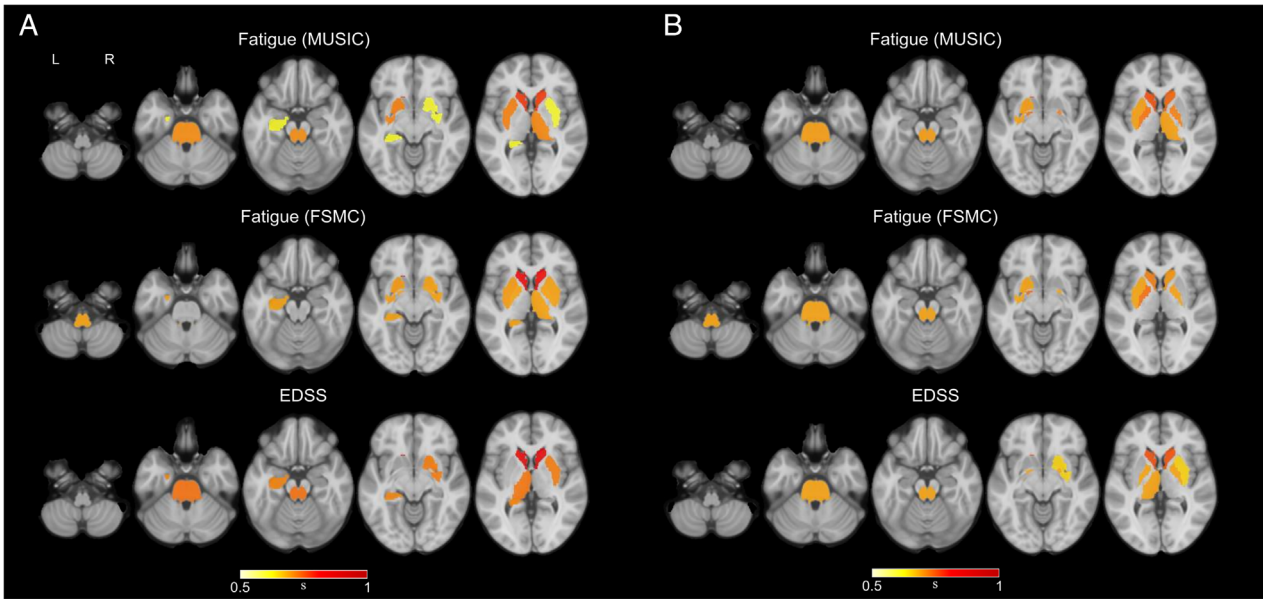 A
B
Fatigue (MUSIC)
Fatigue (MUSIC)
L
R
Fatigue (FSMC)
Fatigue (FSMC)
EDSS
EDSS
0.5
s
1
0.5
s
1